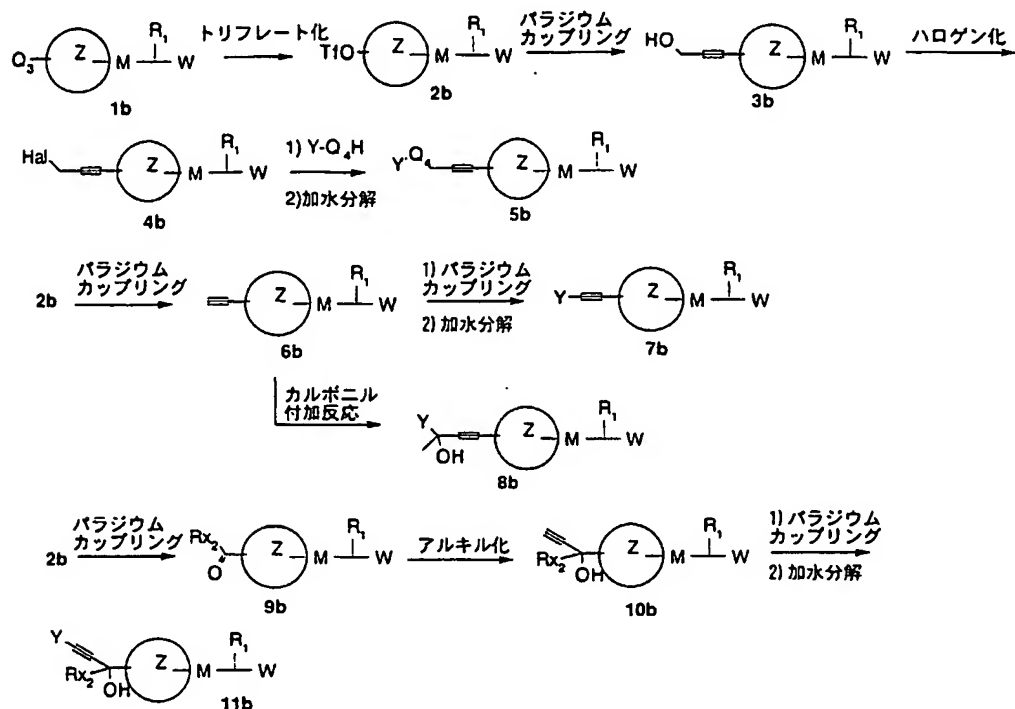 Q3 Z M R1 W
1b
トリフレート化
TfO Z M R1 W
2b
パラジウム
カップリング
HO Z M R1 W
3b
ハロゲン化
Hal Z M R1 W
4b
1) Y-Q4H
2)加水分解
Y Q4 Z M R1 W
5b
2b
パラジウム
カップリング
Z M R1 W
6b
1) パラジウム
カップリング
2) 加水分解
Y Z M R1 W
7b
カルボニル
付加反応
Y OH Z M R1 W
8b
2b
パラジウム
カップリング
Rx2 O Z M R1 W
9b
アルキル化
Rx2 OH Z M R1 W
10b
1) パラジウム
カップリング
2) 加水分解
Y Rx2 OH Z M R1 W
11b